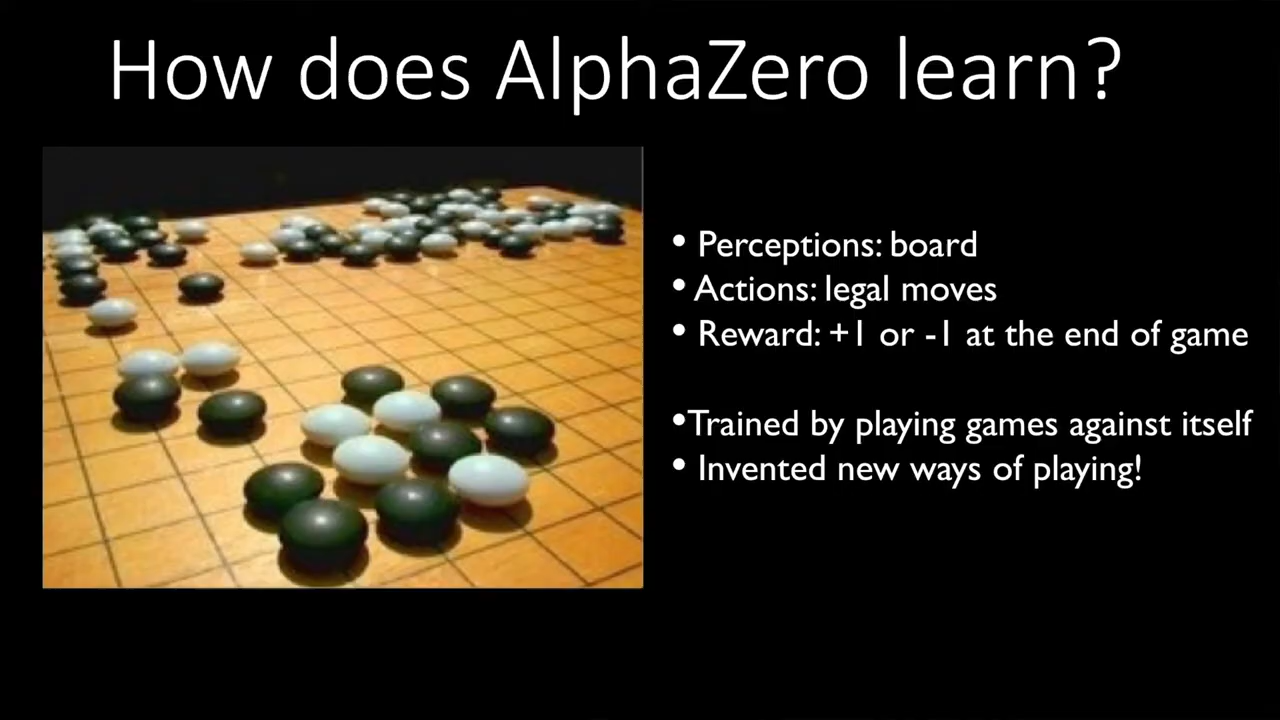 How does AlphaZero learn?
• Perceptions: board
• Actions: legal moves
• Reward: +1 or -1 at the end of game
•Trained by playing games against itself
• Invented new ways of playing!